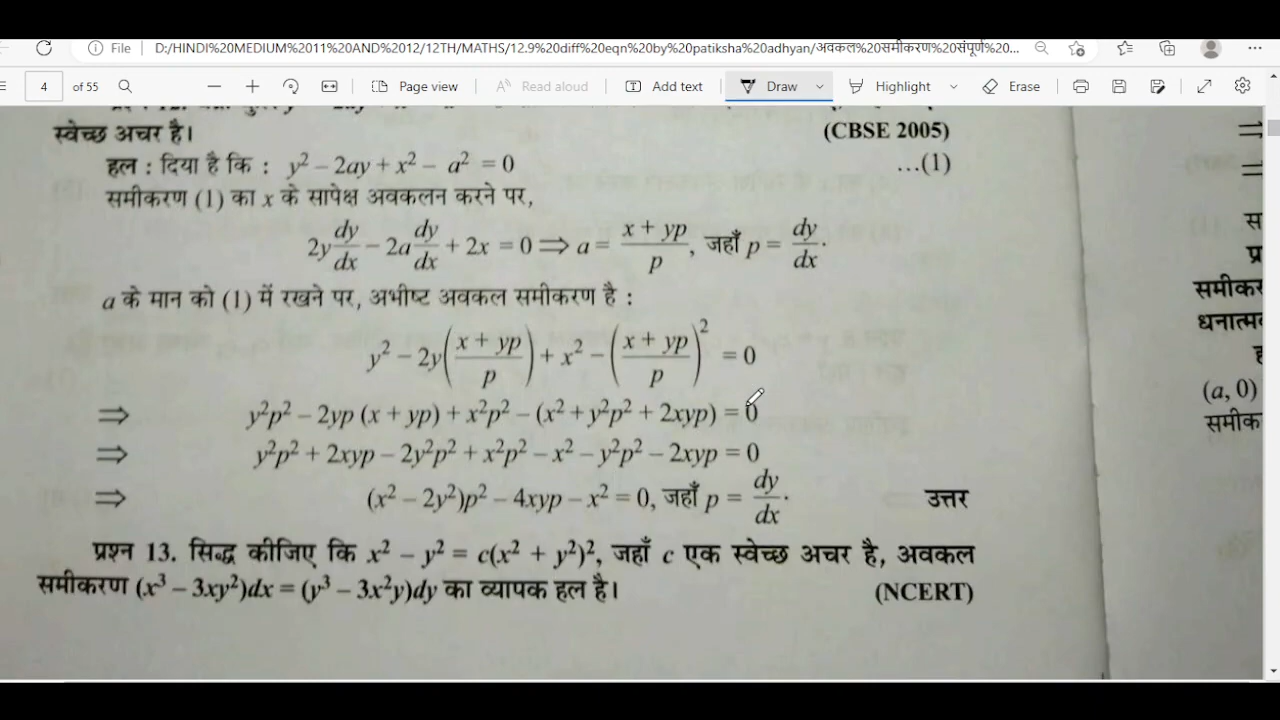 File D:/HINDI%20MEDIUM%2011%20AND%2012/12TH/MATHS/12.9%20diff%20eqn%20by%20patiksha%20adhyan/अवकल%20समीकरण%20संपूर्ण%20...
4 of 55 Page view Read aloud Add text Draw Highlight Erase
स्वेच्छ अचर है। (CBSE 2005)
हल : दिया है कि : y² – 2ay + x² – a² = 0 ...(1)
समीकरण (1) का x के सापेक्ष अवकलन करने पर,
2y dy/dx – 2a dy/dx + 2x = 0 ⇒ a = (x + yp)/p, जहाँ p = dy/dx.
a के मान को (1) में रखने पर, अभीष्ट अवकल समीकरण है :
y² – 2y((x + yp)/p) + x² – ((x + yp)/p)² = 0
⇒ y²p² – 2yp (x + yp) + x²p² – (x² + y²p² + 2xyp) = 0
⇒ y²p² + 2xyp – 2y²p² + x²p² – x² – y²p² – 2xyp = 0
⇒ (x² – 2y²)p² – 4xyp – x² = 0, जहाँ p = dy/dx. उत्तर
प्रश्न 13. सिद्ध कीजिए कि x² – y² = c(x² + y²)², जहाँ c एक स्वेच्छ अचर है, अवकल
समीकरण (x³ – 3xy²)dx = (y³ – 3x²y)dy का व्यापक हल है। (NCERT)
समीकर
धनात्म
(a, 0)
समीक